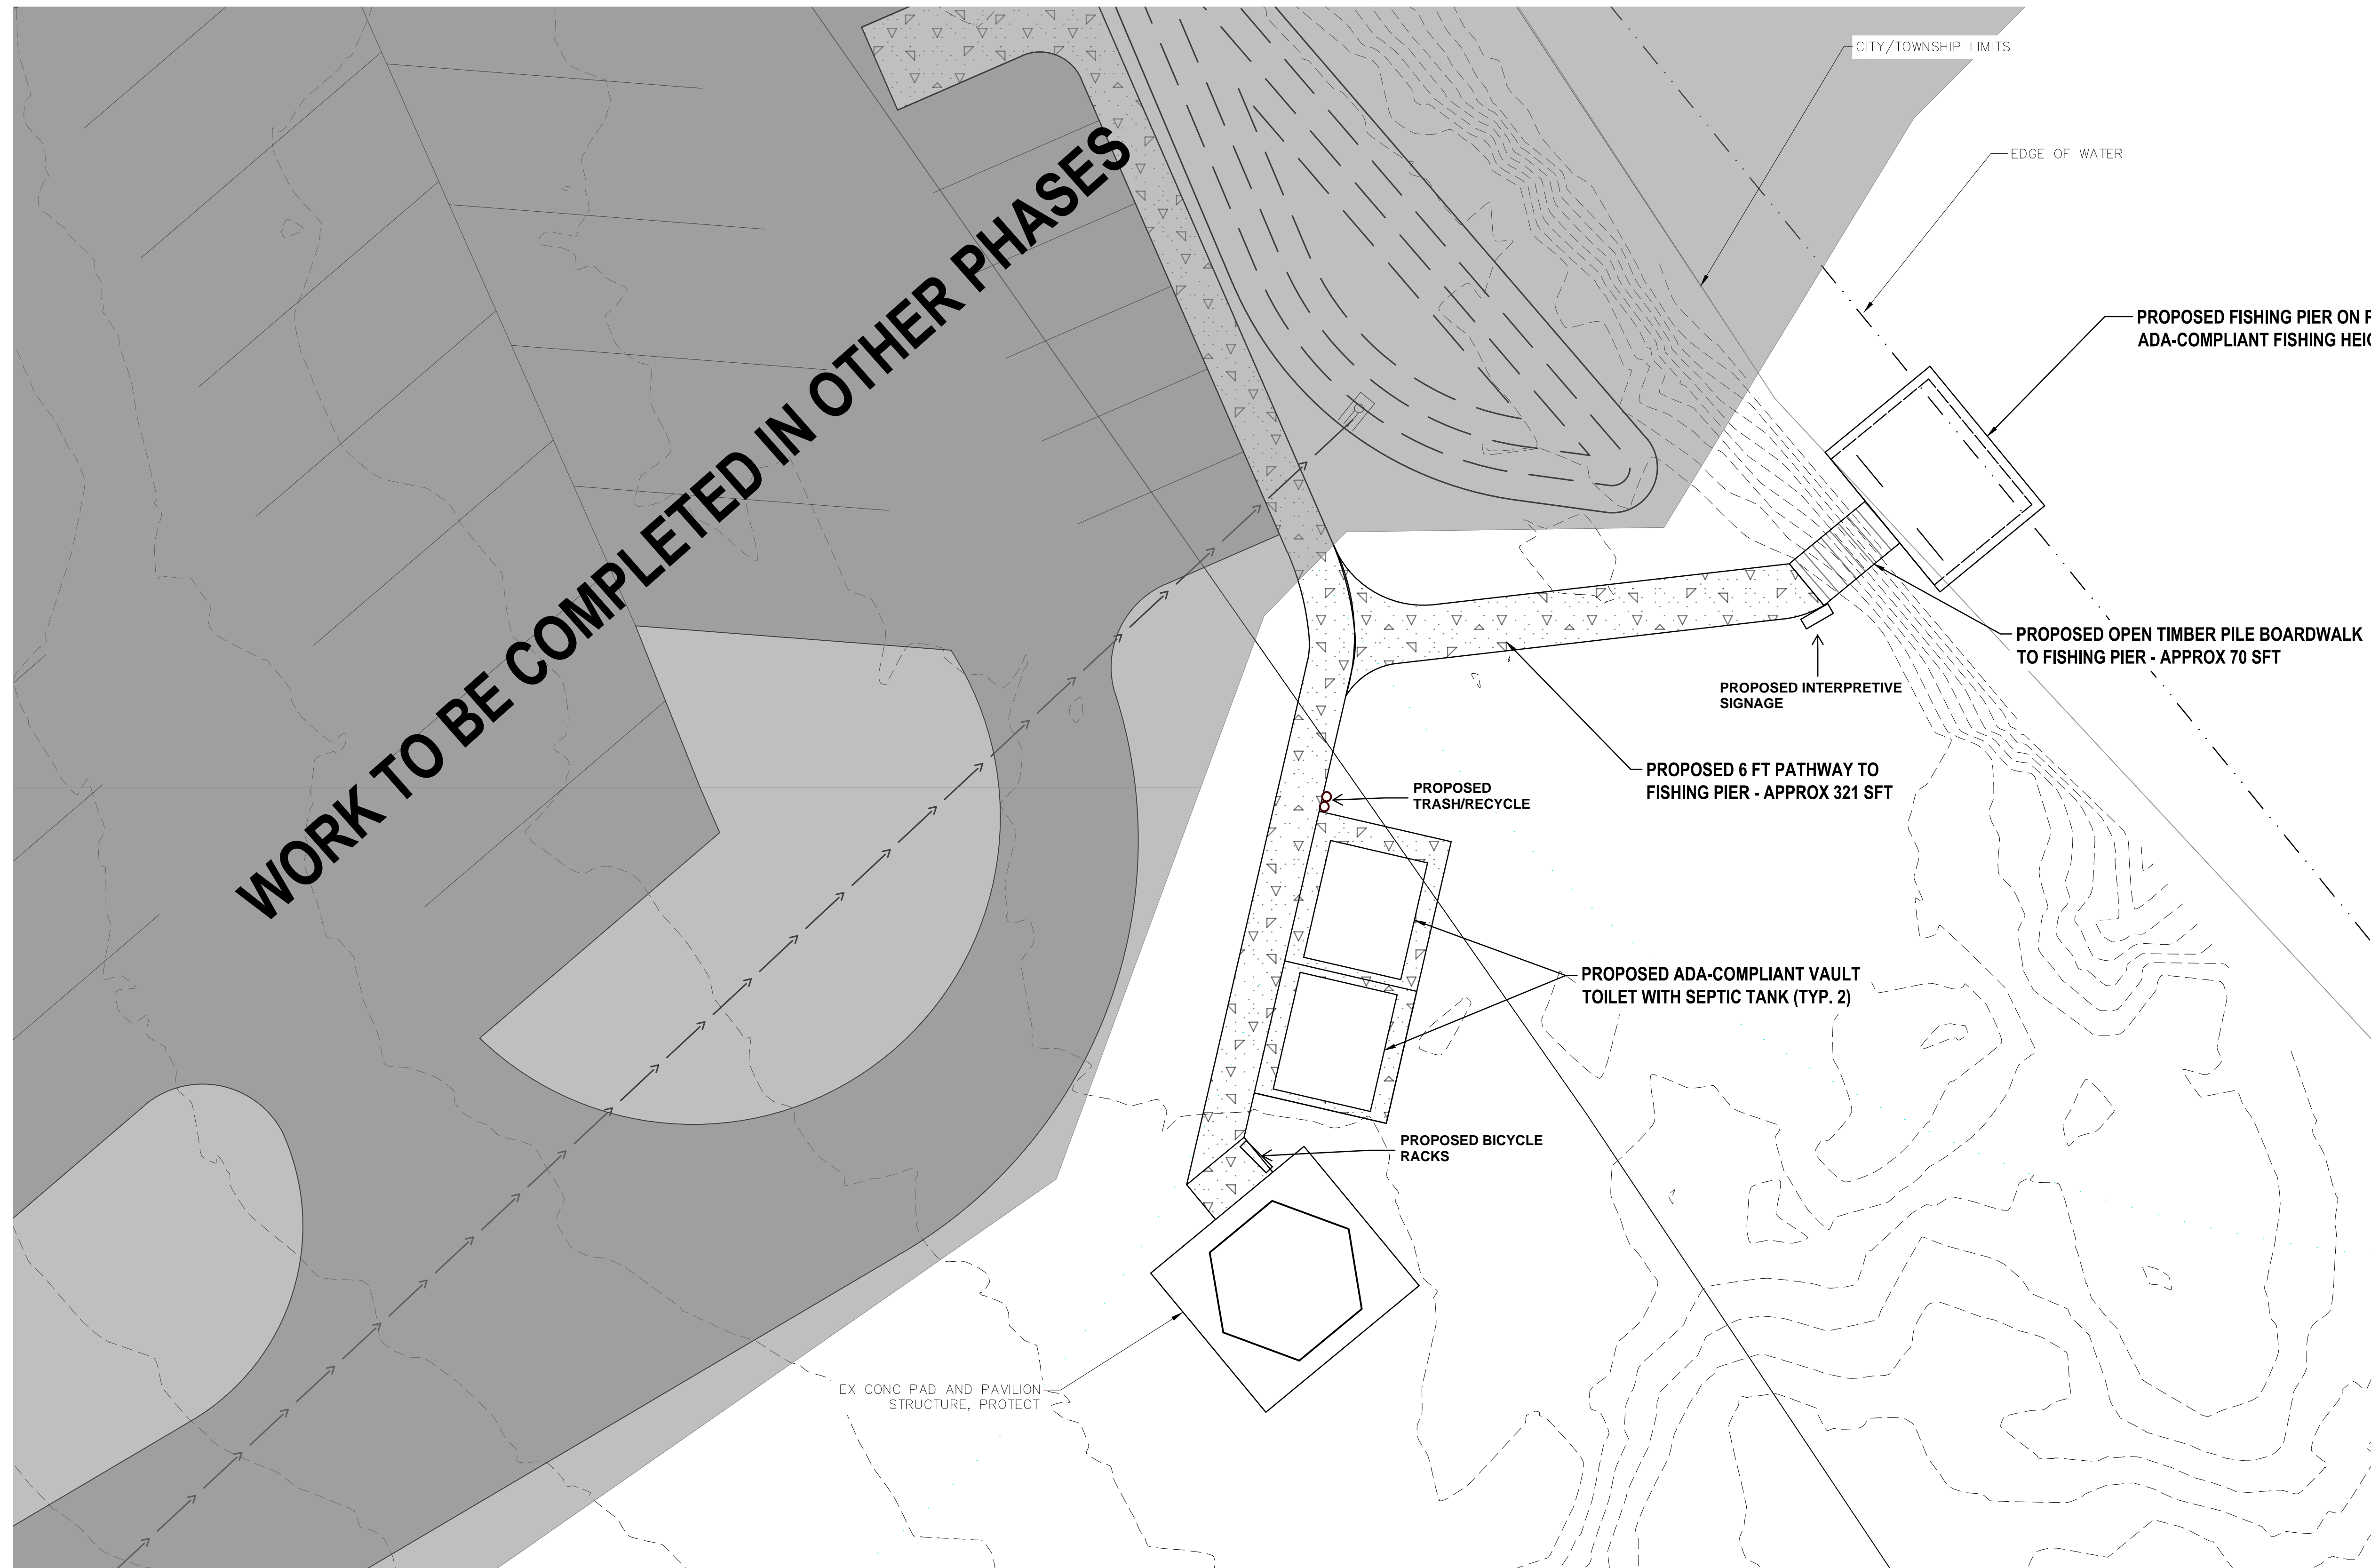 CITY/TOWNSHIP LIMITS
EDGE OF WATER
WORK TO BE COMPLETED IN OTHER PHASES
PROPOSED FISHING PIER ON
ADA-COMPLIANT FISHING
PROPOSED OPEN TIMBER PILE BOARDWALK
TO FISHING PIER - APPROX 70 SFT
PROPOSED INTERPRETIVE
SIGNAGE
PROPOSED 6 FT PATHWAY TO
FISHING PIER - APPROX 321 SFT
PROPOSED
TRASH/RECYCLE
PROPOSED ADA-COMPLIANT VAULT
TOILET WITH SEPTIC TANK (TYP. 2)
PROPOSED BICYCLE
RACKS
EX CONC PAD AND PAVILION
STRUCTURE, PROTECT